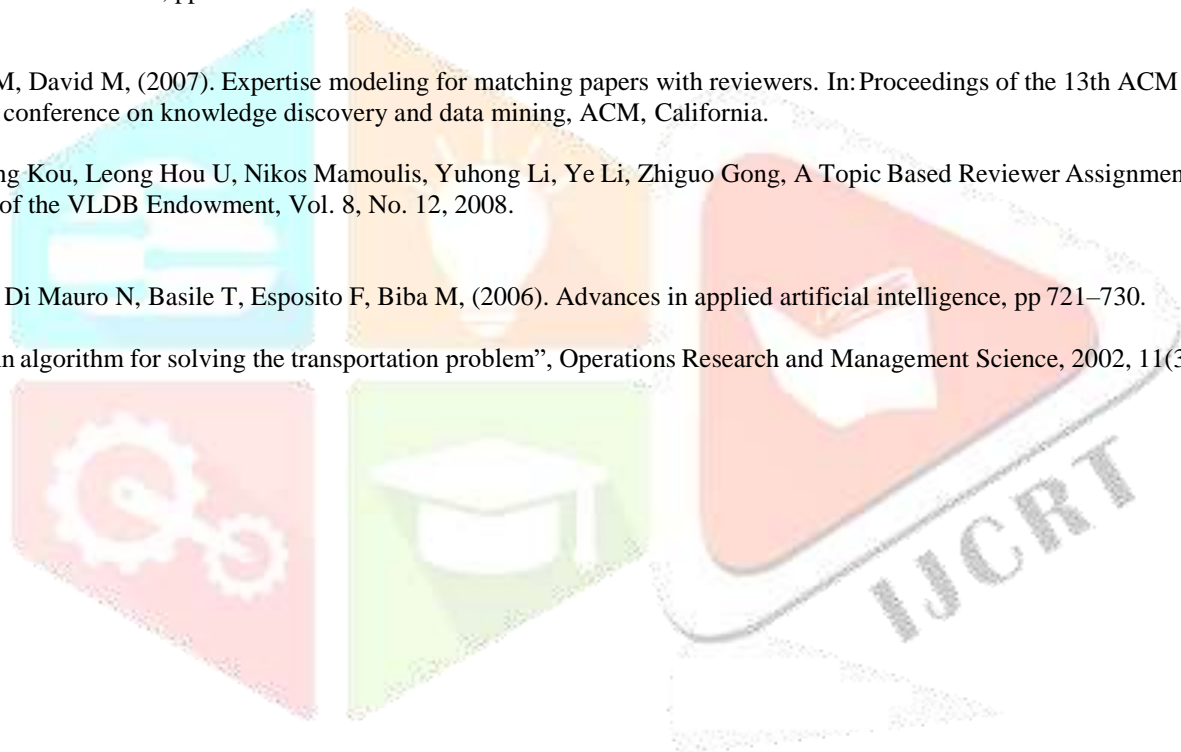 M, David M, (2007). Expertise modeling for matching papers with reviewers. In: Proceedings of the 13th ACM
conference on knowledge discovery and data mining, ACM, California.
ng Kou, Leong Hou U, Nikos Mamoulis, Yuhong Li, Ye Li, Zhiguo Gong, A Topic Based Reviewer Assignmen
of the VLDB Endowment, Vol. 8, No. 12, 2008.
Di Mauro N, Basile T, Esposito F, Biba M, (2006). Advances in applied artificial intelligence, pp 721–730.
n algorithm for solving the transportation problem”, Operations Research and Management Science, 2002, 11(3
IJCRT